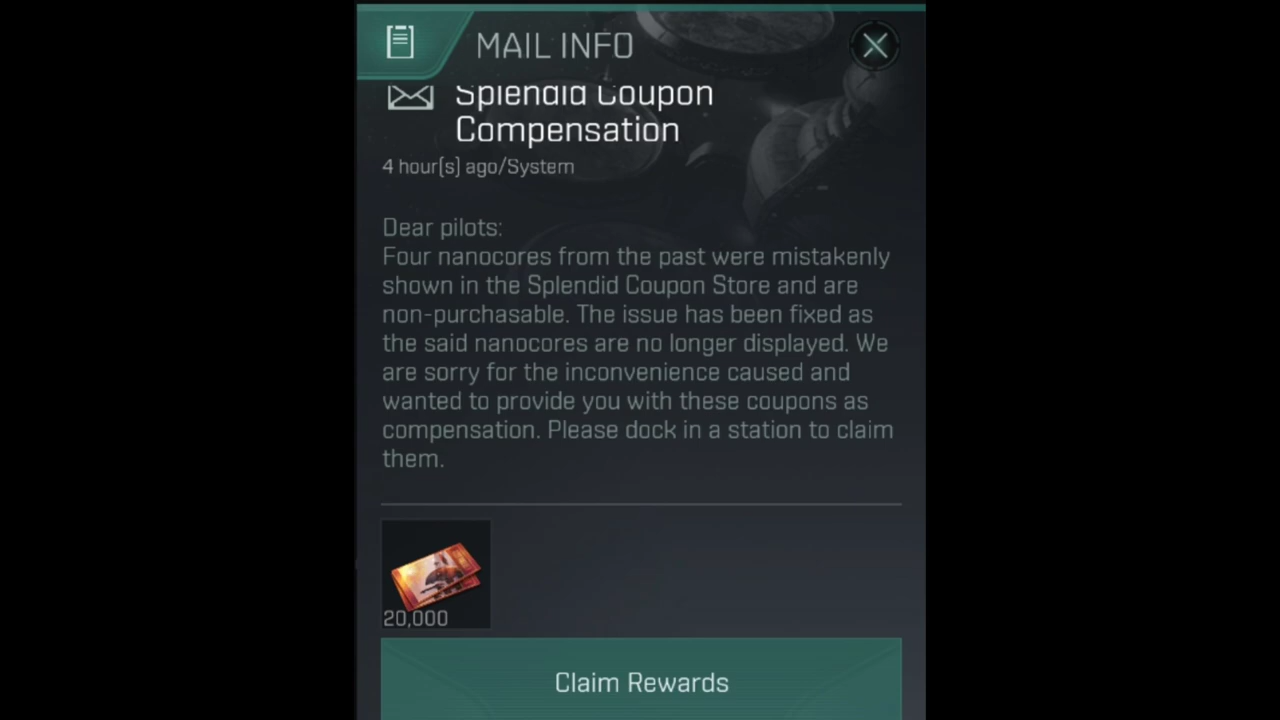 MAIL INFO
Splendid Coupon
Compensation
4 hour(s) ago/System
Dear pilots:
Four nanocores from the past were mistakenly
shown in the Splendid Coupon Store and are
non-purchasable. The issue has been fixed as
the said nanocores are no longer displayed. We
are sorry for the inconvenience caused and
wanted to provide you with these coupons as
compensation. Please dock in a station to claim
them.
20,000
Claim Rewards